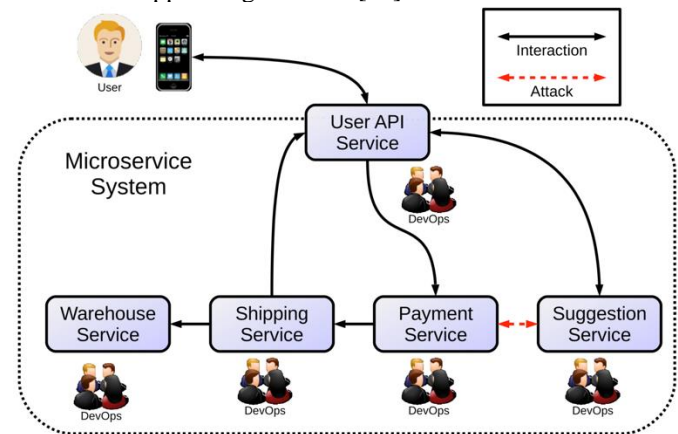 User
Interaction
Attack
User API
Service
Microservice
System
DevOps
Warehouse
Service
Shipping
Service
Payment
Service
Suggestion
Service
DevOps
DevOps
DevOps
DevOps